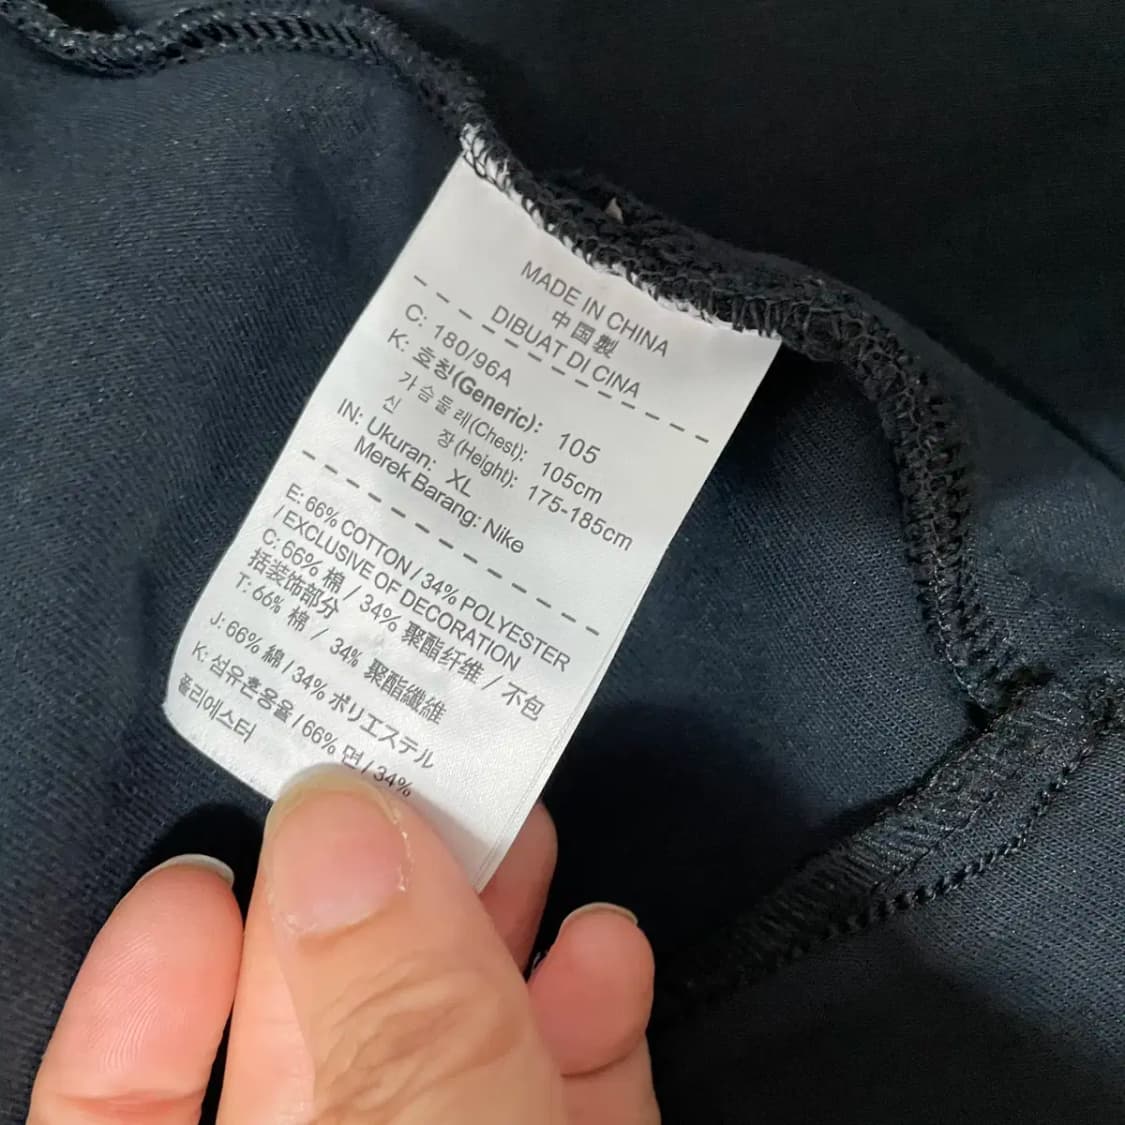 MADE IN CHINA
中国製
DIBUAT DI CINA
C: 180/96A
K: 호칭(Generic): 105
가슴둘레(Chest): 105cm
신 장(Height): 175-185cm
IN: Ukuran: XL
Merek Barang: Nike
E: 66% COTTON / 34% POLYESTER
/ EXCLUSIVE OF DECORATION
C: 66% 棉 / 34% 聚酯纤维 / 不包
括装饰部分
T: 66% 棉 / 34% 聚酯纖維
J: 66% 綿 / 34% ポリエステル
K: 섬유혼용율 / 66% 면 / 34%
폴리에스터